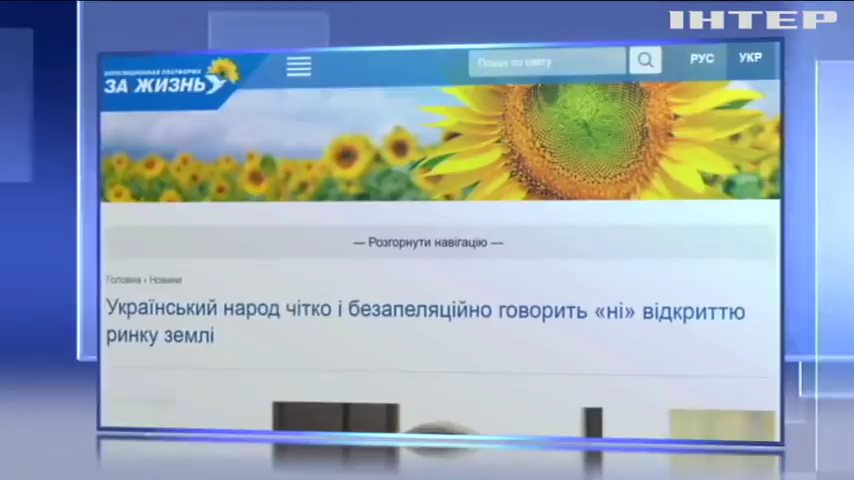 ІНТЕР
ОППОЗИЦИОННАЯ ПЛАТФОРМА
ЗА ЖИЗНЬ
Пошук по сайту
РУС
УКР
— Розгорнути навігацію —
Головна › Новини
Український народ чітко і безапеляційно говорить «ні» відкриттю
ринку землі